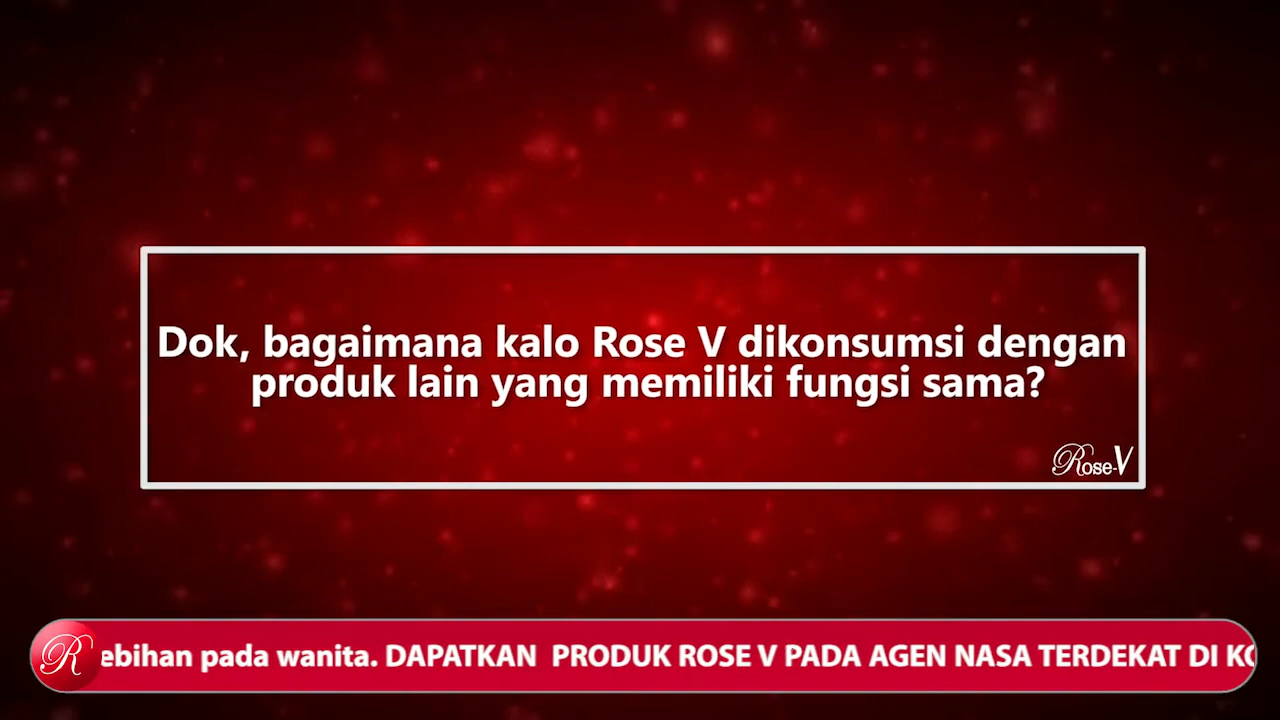 Dok, bagaimana kalo Rose V dikonsumsi dengan
produk lain yang memiliki fungsi sama?
Rose-V
R ebihan pada wanita. DAPATKAN PRODUK ROSE V PADA AGEN NASA TERDEKAT DI